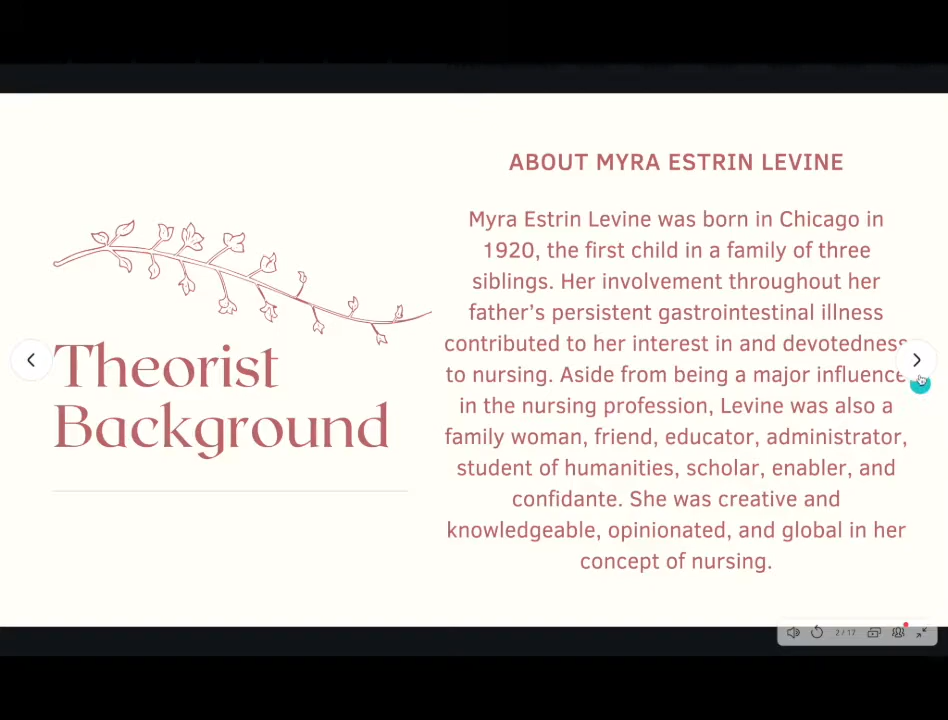 ABOUT MYRA ESTRIN LEVINE
Myra Estrin Levine was born in Chicago in
1920, the first child in a family of three
siblings. Her involvement throughout her
father's persistent gastrointestinal illness
contributed to her interest in and devotedness
to nursing. Aside from being a major influence
in the nursing profession, Levine was also a
family woman, friend, educator, administrator,
student of humanities, scholar, enabler, and
confidante. She was creative and
knowledgeable, opinionated, and global in her
concept of nursing.
Theorist
Background
2/17